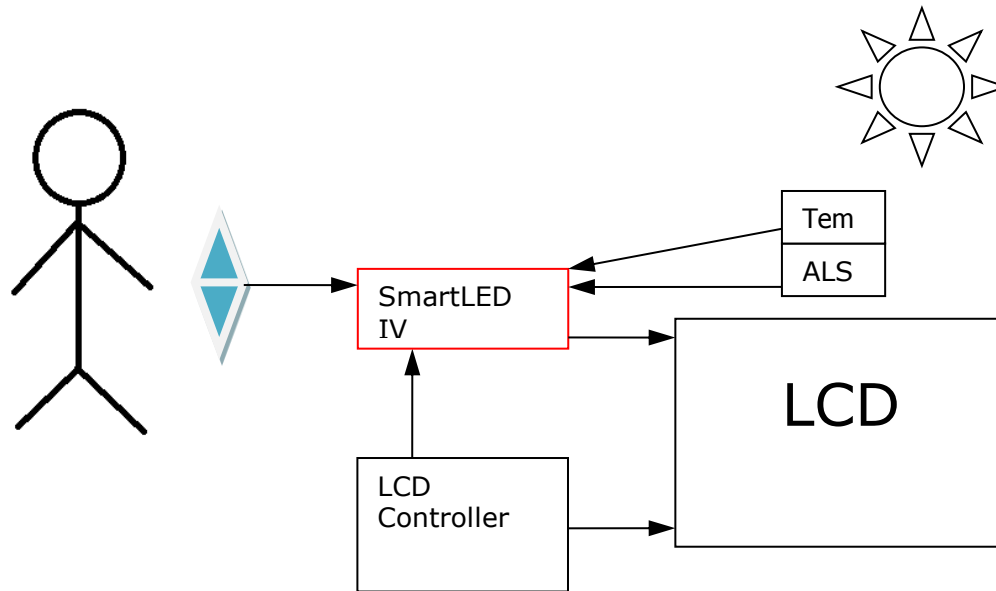 Tem
ALS
SmartLED
IV
LCD
LCD
Controller